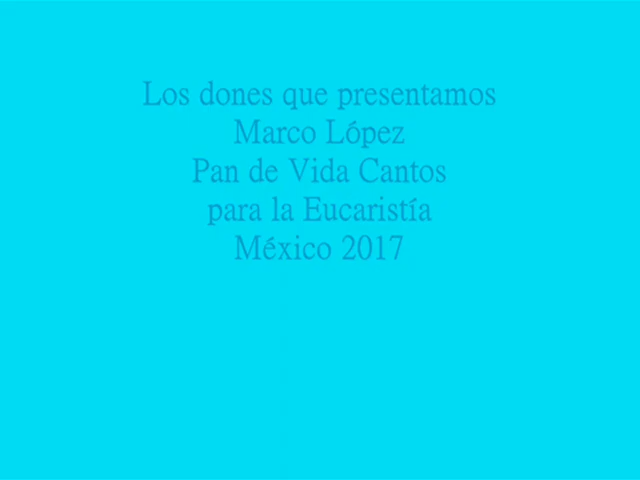 Los dones que presentamos
Marco López
Pan de Vida Cantos
para la Eucaristía
México 2017